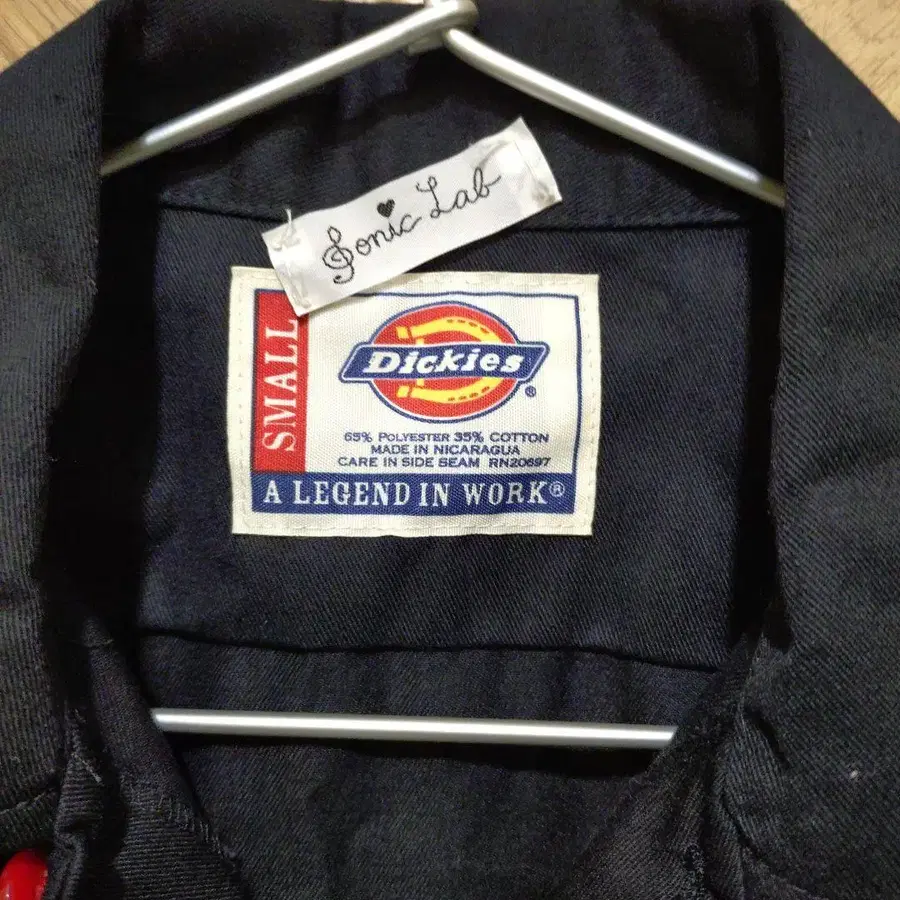 Sonic Lab
SMALL
Dickies®
65% POLYESTER 35% COTTON
MADE IN NICARAGUA
CARE IN SIDE SEAM RN20697
A LEGEND IN WORK®